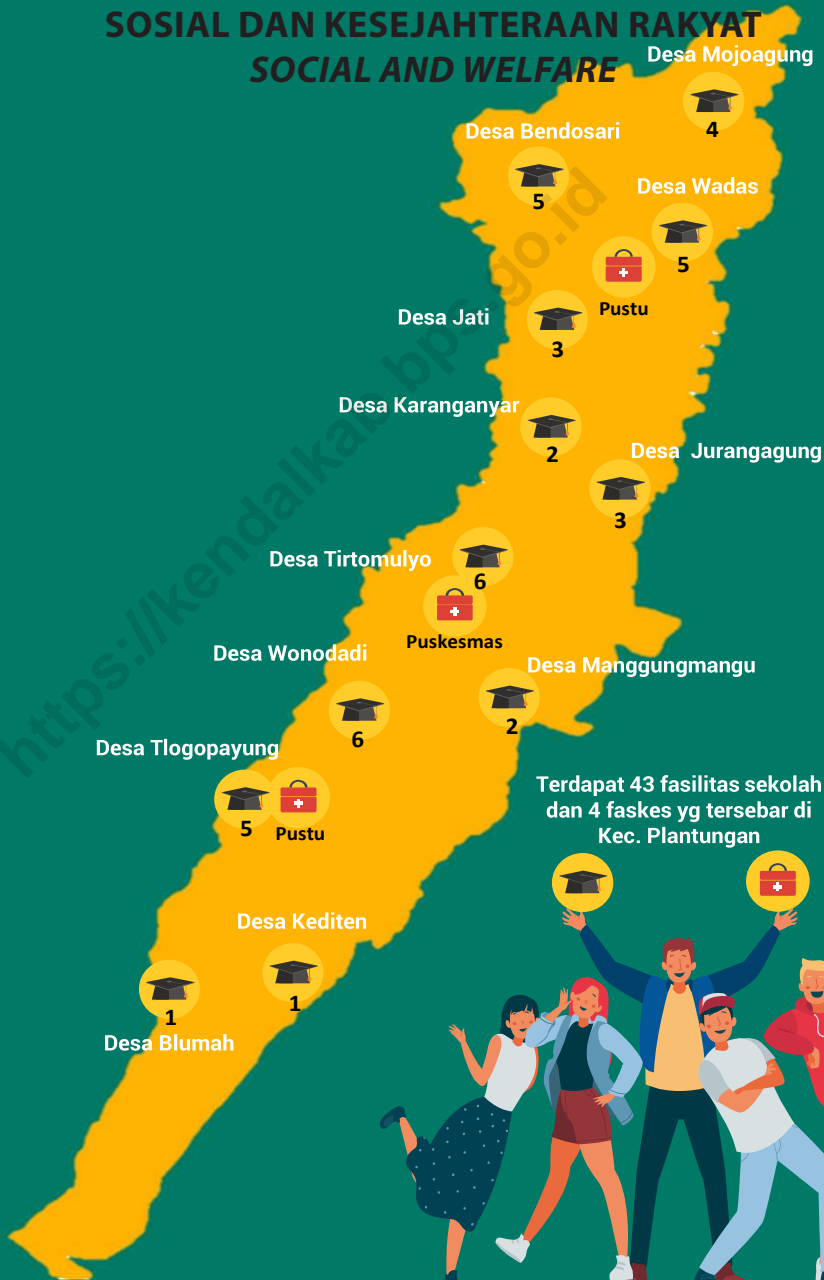 SOSIAL DAN KESEJAHTERAAN RAKYAT
SOCIAL AND WELFARE
Desa Mojoagung
4
Desa Bendosari
5
Desa Wadas
5
Pustu
Desa Jati
3
Desa Karanganyar
2
Desa Jurangagung
3
Desa Tirtomulyo
6
Puskesmas
Desa Wonodadi
6
Desa Manggungmangu
2
Desa Tlogopayung
5
Pustu
Terdapat 43 fasilitas sekolah
dan 4 faskes yg tersebar di
Kec. Plantungan
Desa Kediten
1
1
Desa Blumah
https://kendalkab.bps.go.id